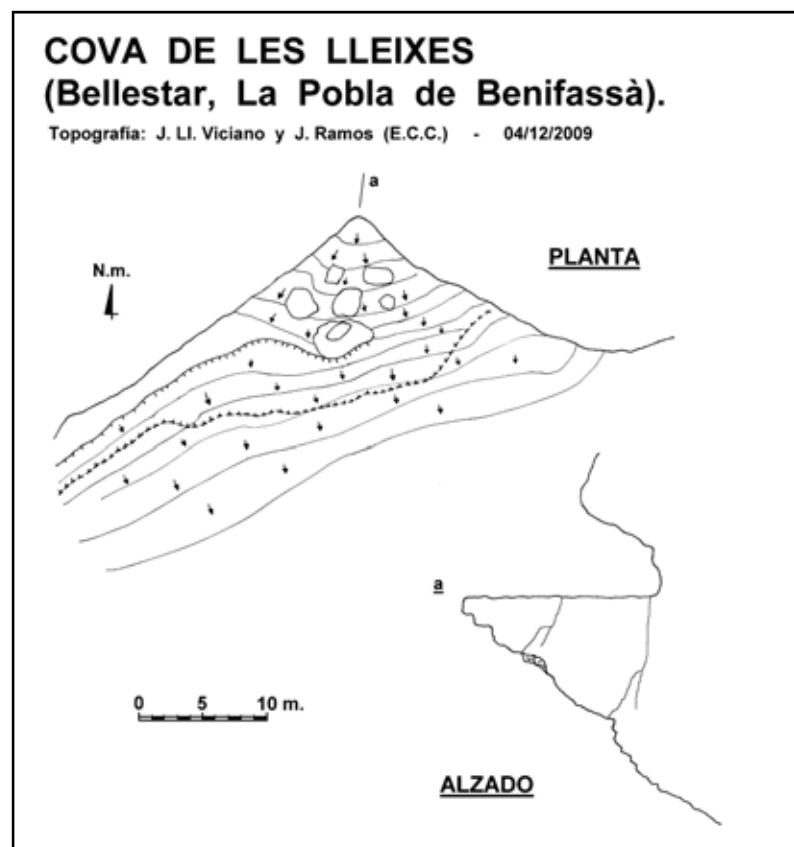 COVA DE LES LLEIXES
(Bellestar, La Pobla de Benifassà).
Topografía: J. Ll. Viciano y J. Ramos (E.C.C.) - 04/12/2009
a
PLANTA
N.m.
a
0 5 10 m.
ALZADO